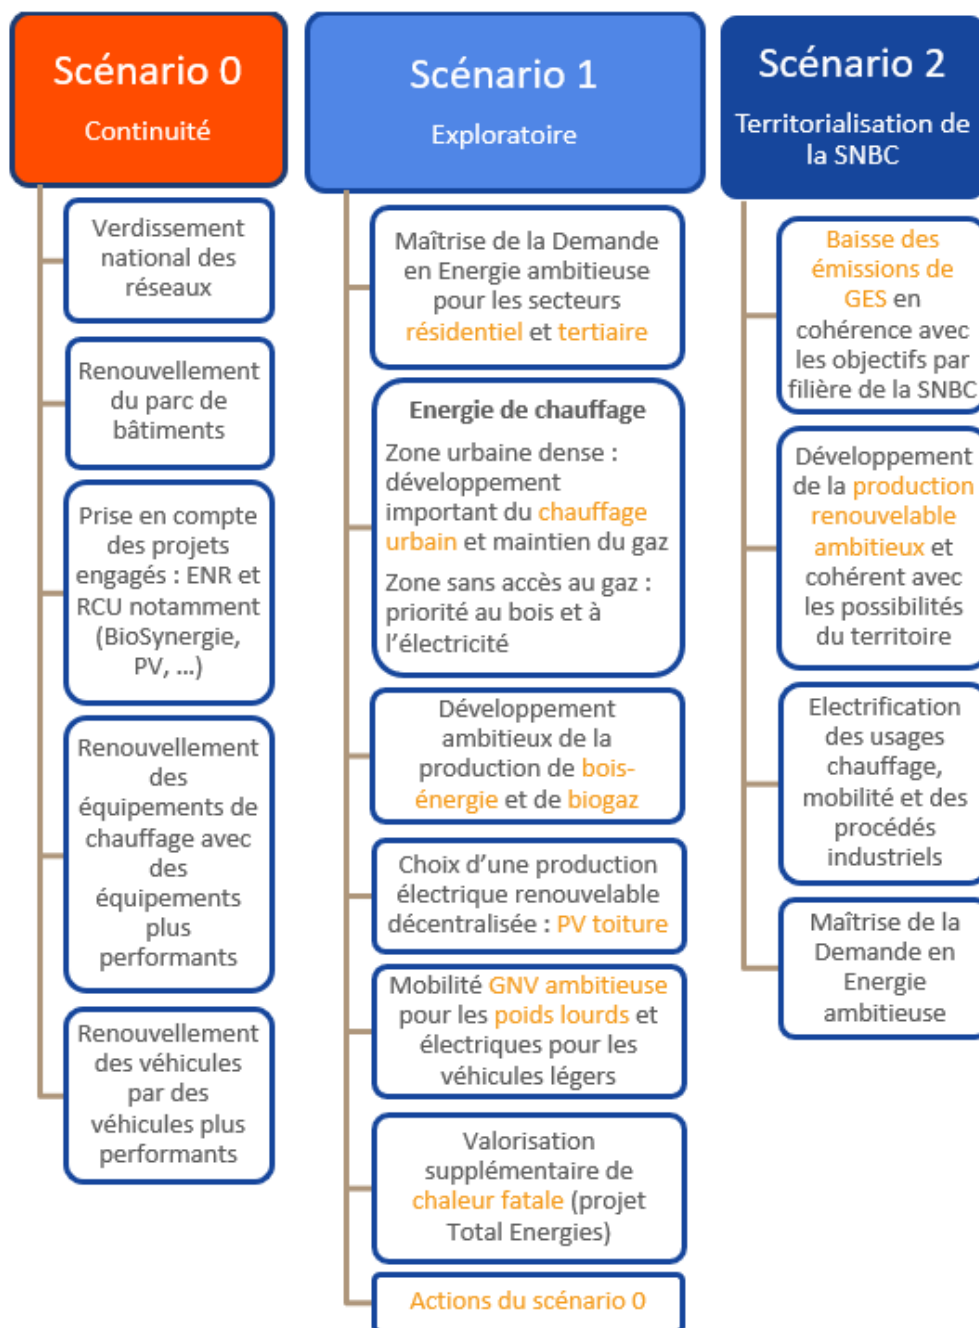 Scénario 0
Continuité
Verdissement
national des
réseaux
Renouvellement
du parc de
bâtiments
Prise en compte
des projets
engagés : ENR et
RCU notamment
(BioSynergie,
PV, ...)
Renouvellement
des
équipements de
chauffage avec
des
équipements
plus
performants
Renouvellement
des véhicules
par des
véhicules plus
performants
Scénario 1
Exploratoire
Maîtrise de la Demande
en Energie ambitieuse
pour les secteurs
résidentiel et tertiaire
Energie de chauffage
Zone urbaine dense :
développement
important du chauffage
urbain et maintien du gaz
Zone sans accès au gaz :
priorité au bois et à
l'électricité
Développement
ambitieux de la
production de bois-
énergie et de biogaz
Choix d'une production
électrique renouvelable
décentralisée : PV toiture
Mobilité GNV ambitieuse
pour les poids lourds et
électriques pour les
véhicules légers
Valorisation
supplémentaire de
chaleur fatale (projet
Total Energies)
Actions du scénario 0
Scénario 2
Territorialisation de
la SNBC
Baisse des
émissions de
GES en
cohérence avec
les objectifs par
filière de la SNBC
Développement
de la production
renouvelable
ambitieux et
cohérent avec
les possibilités
du territoire
Electrification
des usages
chauffage,
mobilité et des
procédés
industriels
Maîtrise de la
Demande en
Energie
ambitieuse